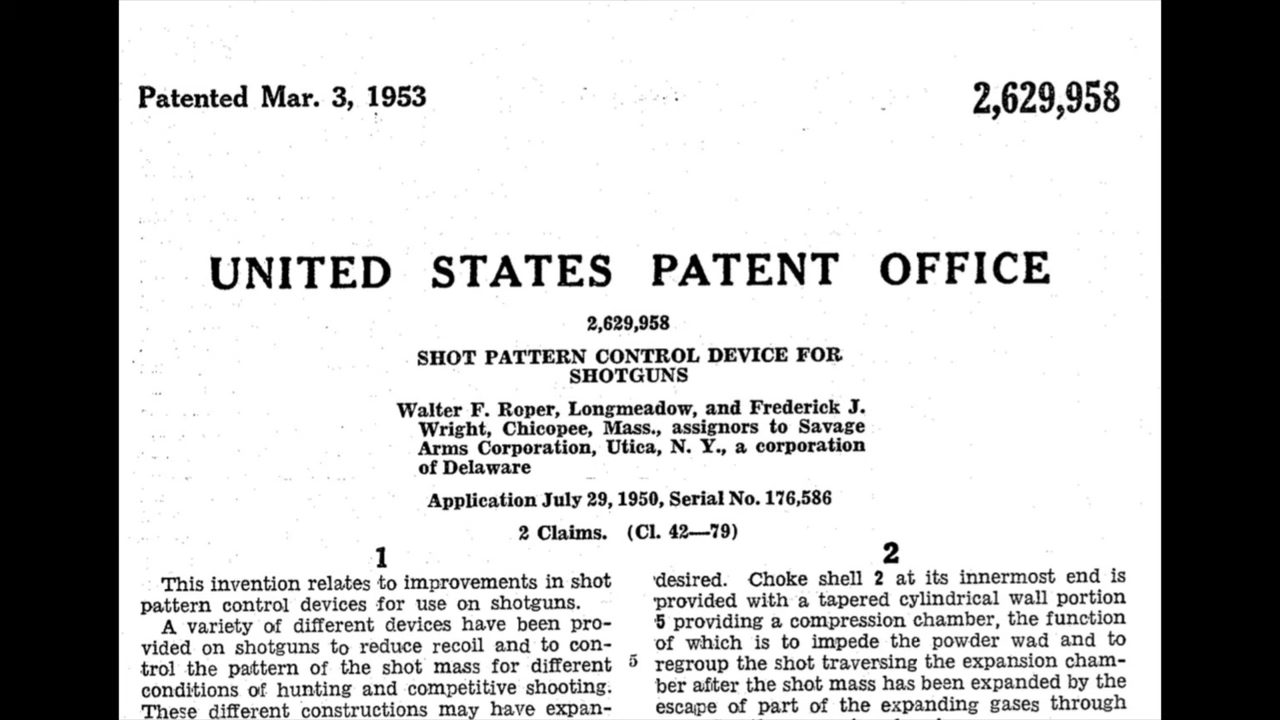 Patented Mar. 3, 1953
2,629,958
UNITED STATES PATENT OFFICE
2,629,958
SHOT PATTERN CONTROL DEVICE FOR
SHOTGUNS
Walter F. Roper, Longmeadow, and Frederick J.
Wright, Chicopee, Mass., assignors to Savage
Arms Corporation, Utica, N. Y., a corporation
of Delaware
Application July 29, 1950, Serial No. 176,586
2 Claims. (Cl. 42—79)
1
This invention relates to improvements in shot
pattern control devices for use on shotguns.
A variety of different devices have been pro-
vided on shotguns to reduce recoil and to con-
trol the pattern of the shot mass for different
conditions of hunting and competitive shooting.
These different constructions may have expan-
2
desired. Choke shell 2 at its innermost end is
provided with a tapered cylindrical wall portion
5 providing a compression chamber, the function
of which is to impede the powder wad and to
5 regroup the shot traversing the expansion cham-
ber after the shot mass has been expanded by the
escape of part of the expanding gases through